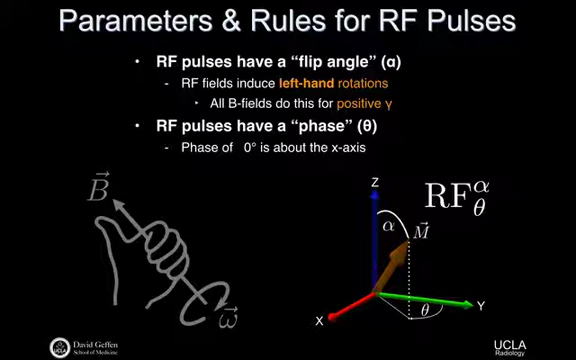 Parameters & Rules for RF Pulses
• RF pulses have a “flip angle” (α)
- RF fields induce left-hand rotations
‣ All B-fields do this for positive γ
• RF pulses have a “phase” (θ)
- Phase of 0° is about the x-axis
B⃗
ω⃗
Z
RF^α_θ
α
M⃗
θ
Y
X
UCLA
David Geffen
School of Medicine
UCLA
Radiology